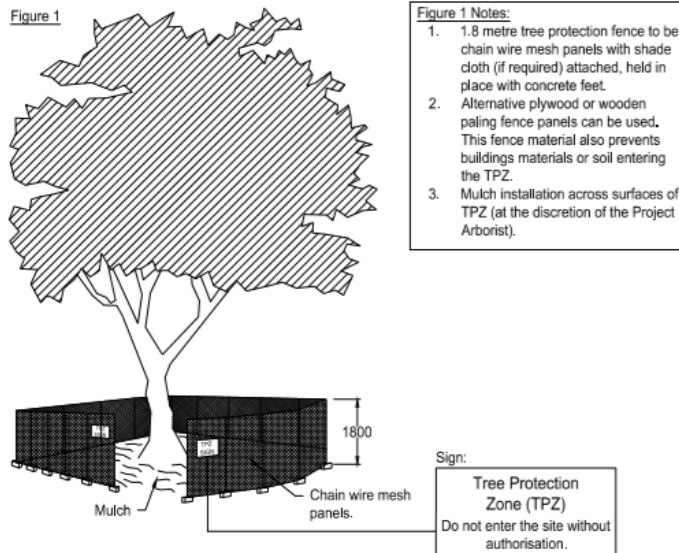 Figure 1
Figure 1 Notes:
1. 1.8 metre tree protection fence to be
chain wire mesh panels with shade
cloth (if required) attached, held in
place with concrete feet.
2. Alternative plywood or wooden
paling fence panels can be used.
This fence material also prevents
buildings materials or soil entering
the TPZ.
3. Mulch installation across surfaces of
TPZ (at the discretion of the Project
Arborist).
1800
TPZ
SIGN
Mulch
Chain wire mesh
panels.
Sign:
Tree Protection
Zone (TPZ)
Do not enter the site without
authorisation.